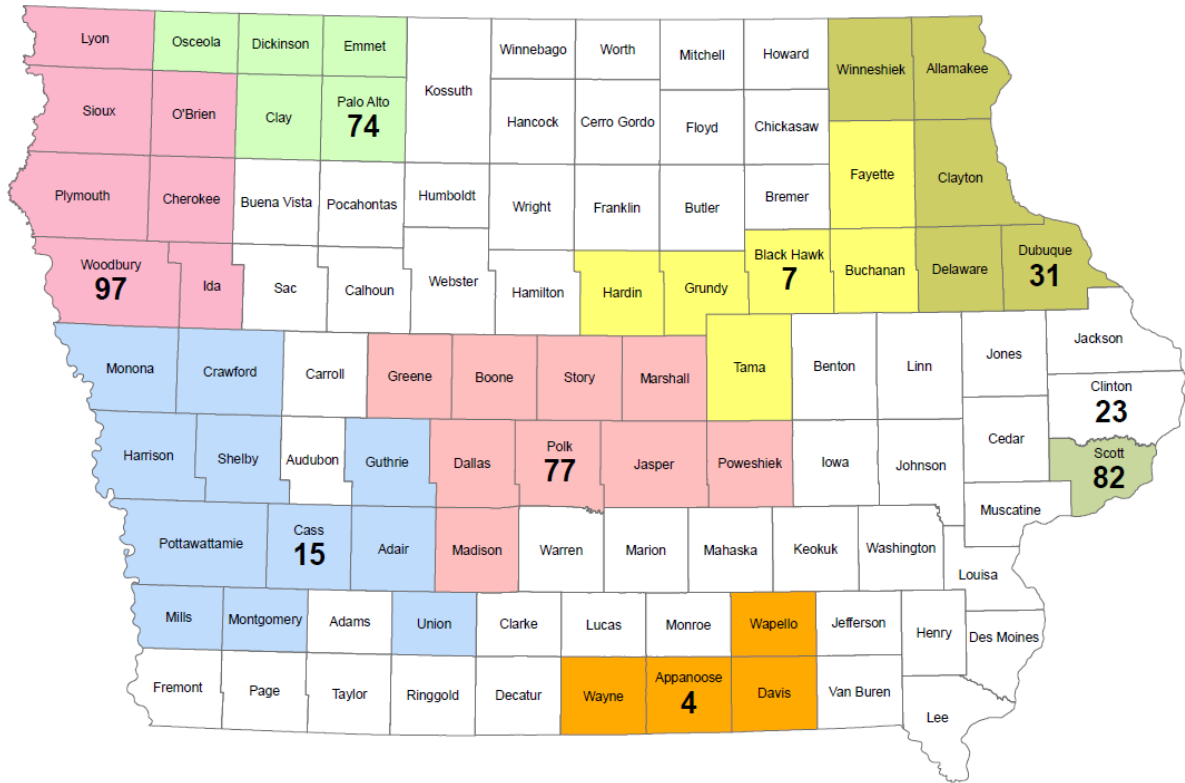 Lyon
Osceola
Dickinson
Emmet
Kossuth
Winnebago
Worth
Mitchell
Howard
Winneshiek
Allamakee
Sioux
O'Brien
Clay
Palo Alto
74
Hancock
Cerro Gordo
Floyd
Chickasaw
Plymouth
Cherokee
Buena Vista
Pocahontas
Humboldt
Wright
Franklin
Butler
Bremer
Fayette
Clayton
Woodbury
97
Ida
Sac
Calhoun
Webster
Hamilton
Hardin
Grundy
Black Hawk
7
Buchanan
Delaware
Dubuque
31
Monona
Crawford
Carroll
Greene
Boone
Story
Marshall
Tama
Benton
Linn
Jones
Jackson
Clinton
23
Harrison
Shelby
Audubon
Guthrie
Dallas
Polk
77
Jasper
Poweshiek
Iowa
Johnson
Cedar
Scott
82
Muscatine
Pottawattamie
Cass
15
Adair
Madison
Warren
Marion
Mahaska
Keokuk
Washington
Louisa
Mills
Montgomery
Adams
Union
Clarke
Lucas
Monroe
Wapello
Jefferson
Henry
Des Moines
Fremont
Page
Taylor
Ringgold
Decatur
Wayne
Appanoose
4
Davis
Van Buren
Lee